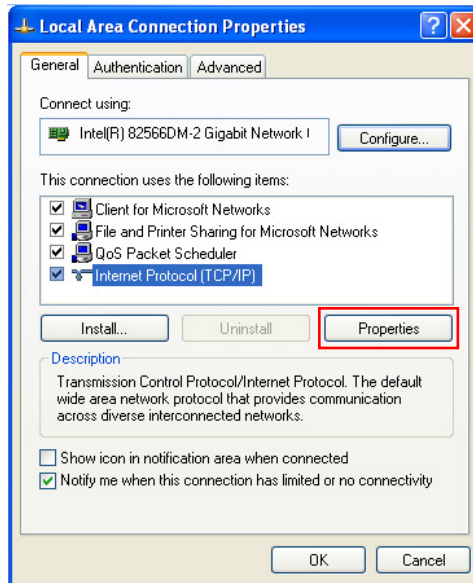 Local Area Connection Properties
General Authentication Advanced
Connect using:
Intel(R) 82566DM-2 Gigabit Network
Configure...
This connection uses the following items:
Client for Microsoft Networks
File and Printer Sharing for Microsoft Networks
QoS Packet Scheduler
Internet Protocol (TCP/IP)
Install... Uninstall Properties
Description
Transmission Control Protocol/Internet Protocol. The default
wide area network protocol that provides communication
across diverse interconnected networks.
Show icon in notification area when connected
Notify me when this connection has limited or no connectivity
OK Cancel